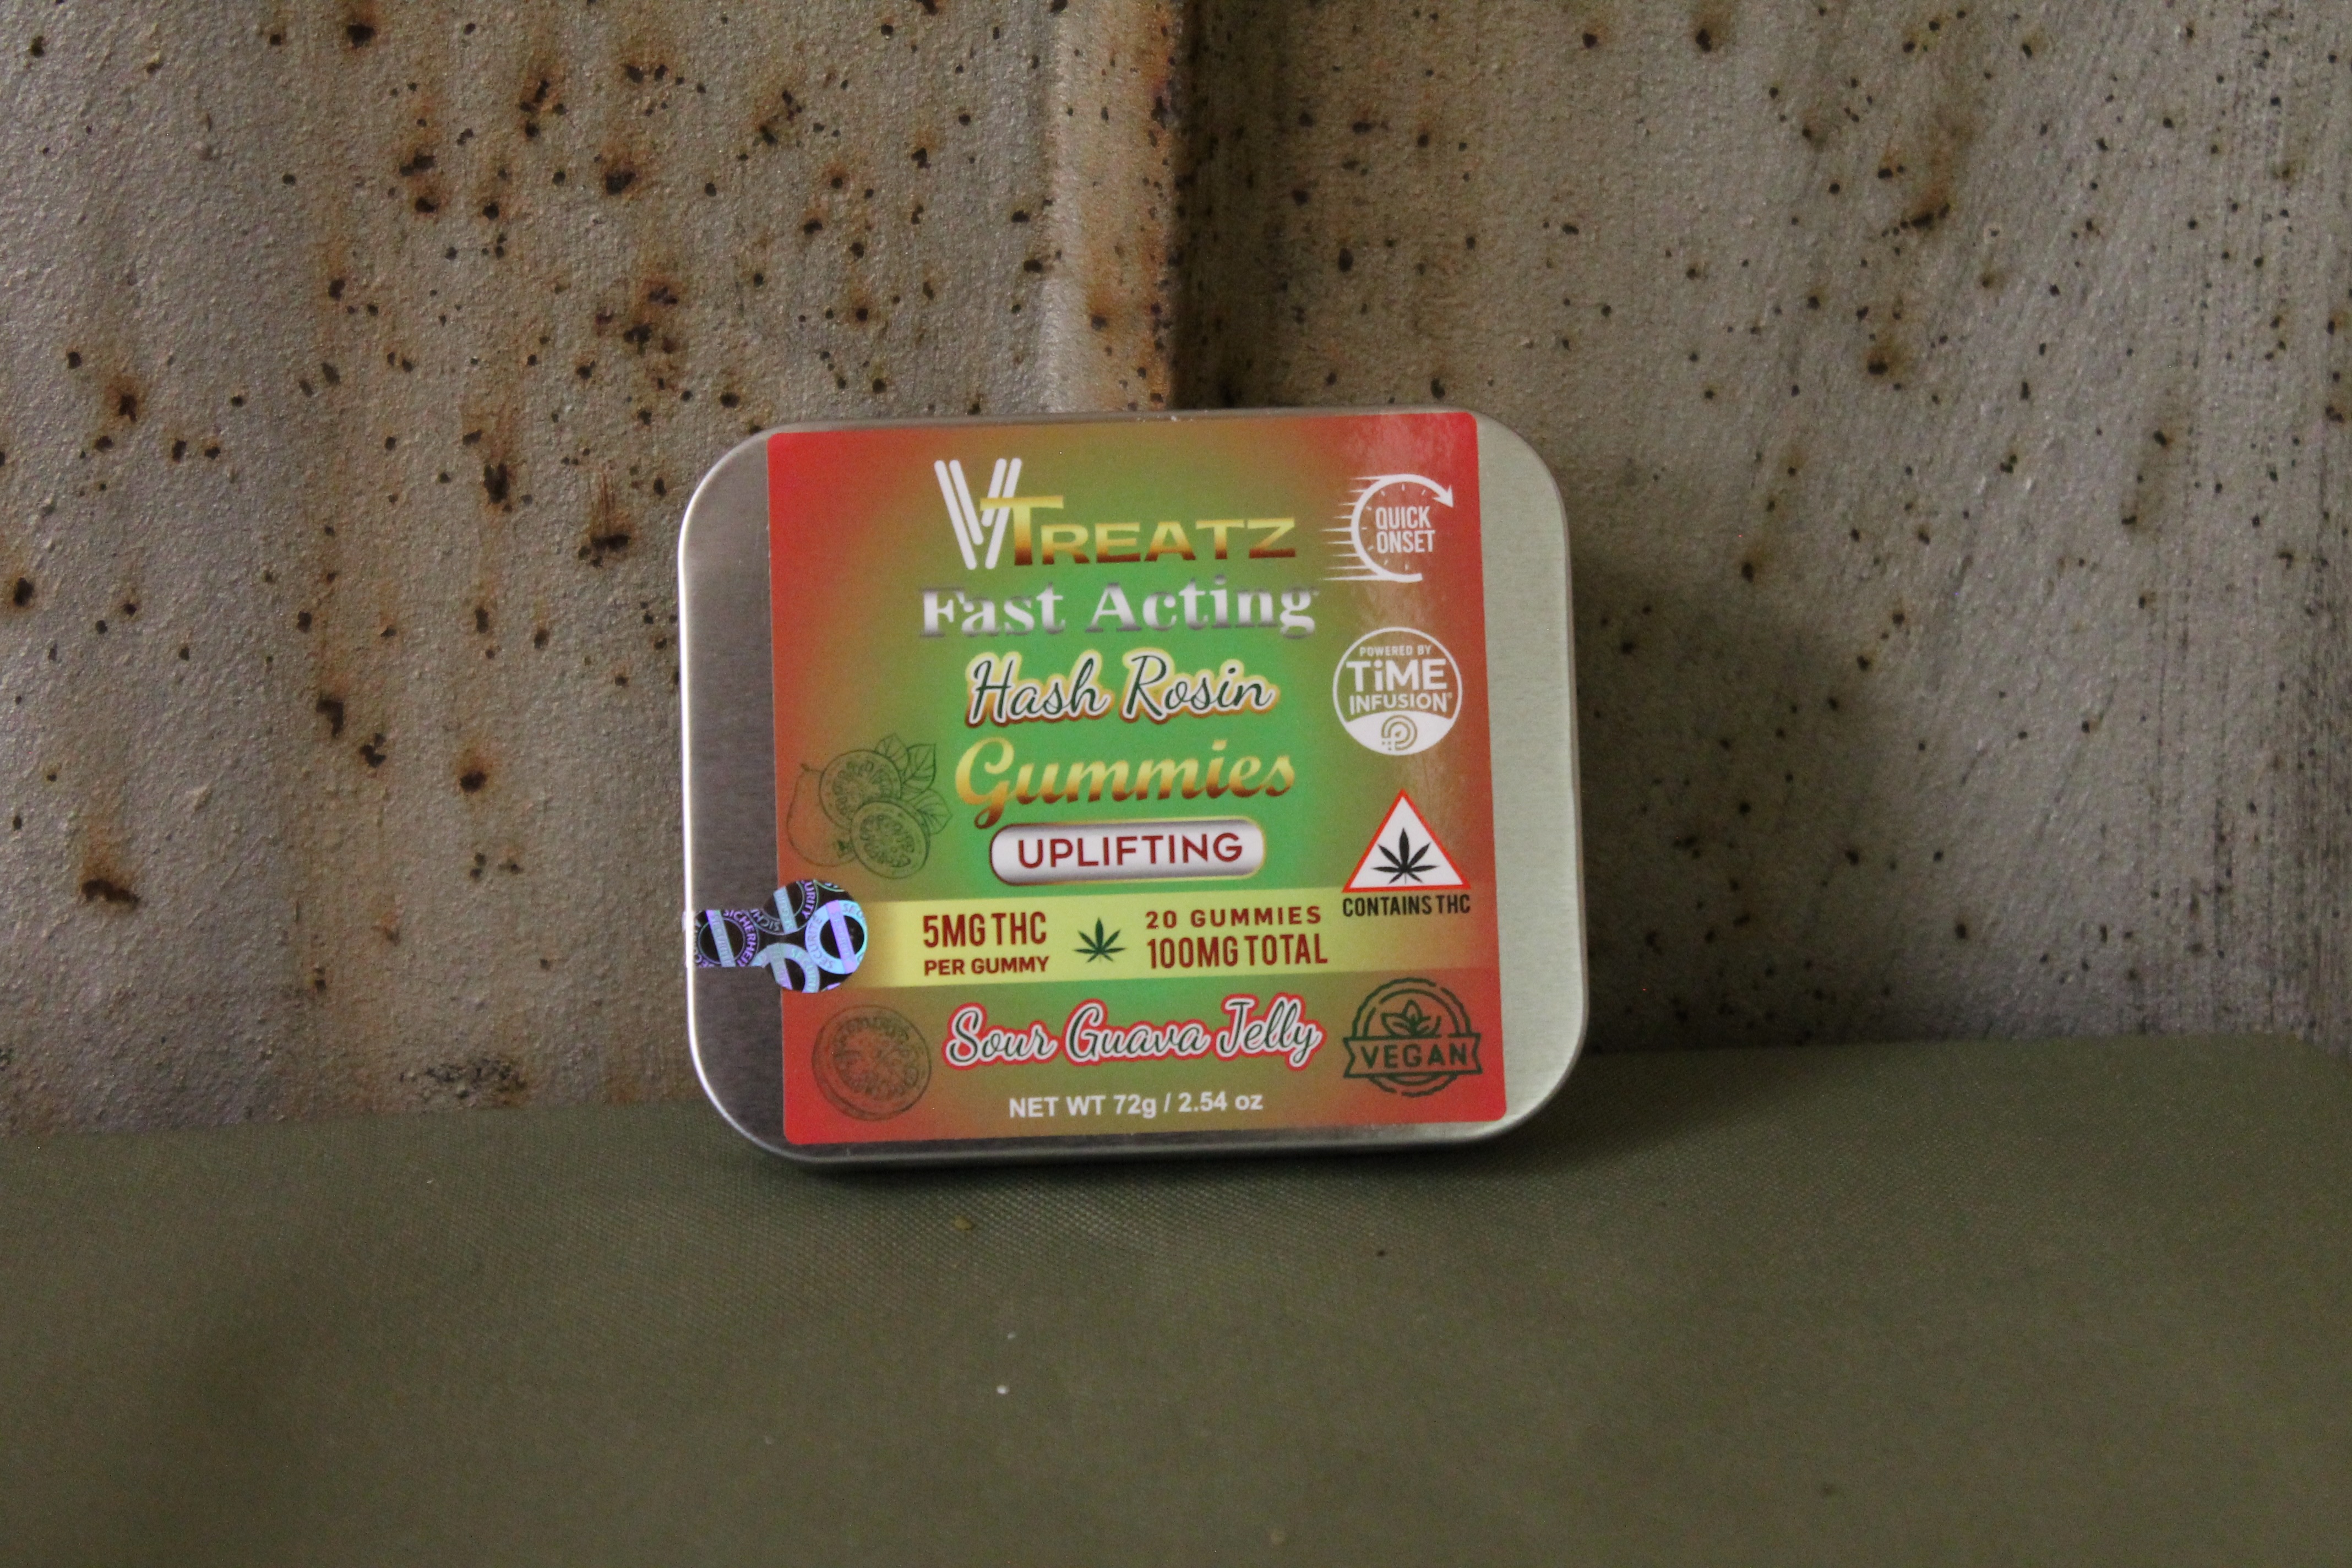 VTREATZ
Fast Acting
Hash Rosin
Gummies
UPLIFTING
QUICK
ONSET
POWERED BY
TiME
INFUSION®
CONTAINS THC
5MG THC
PER GUMMY
20 GUMMIES
100MG TOTAL
Sour Guava Jelly
VEGAN
NET WT 72g / 2.54 oz